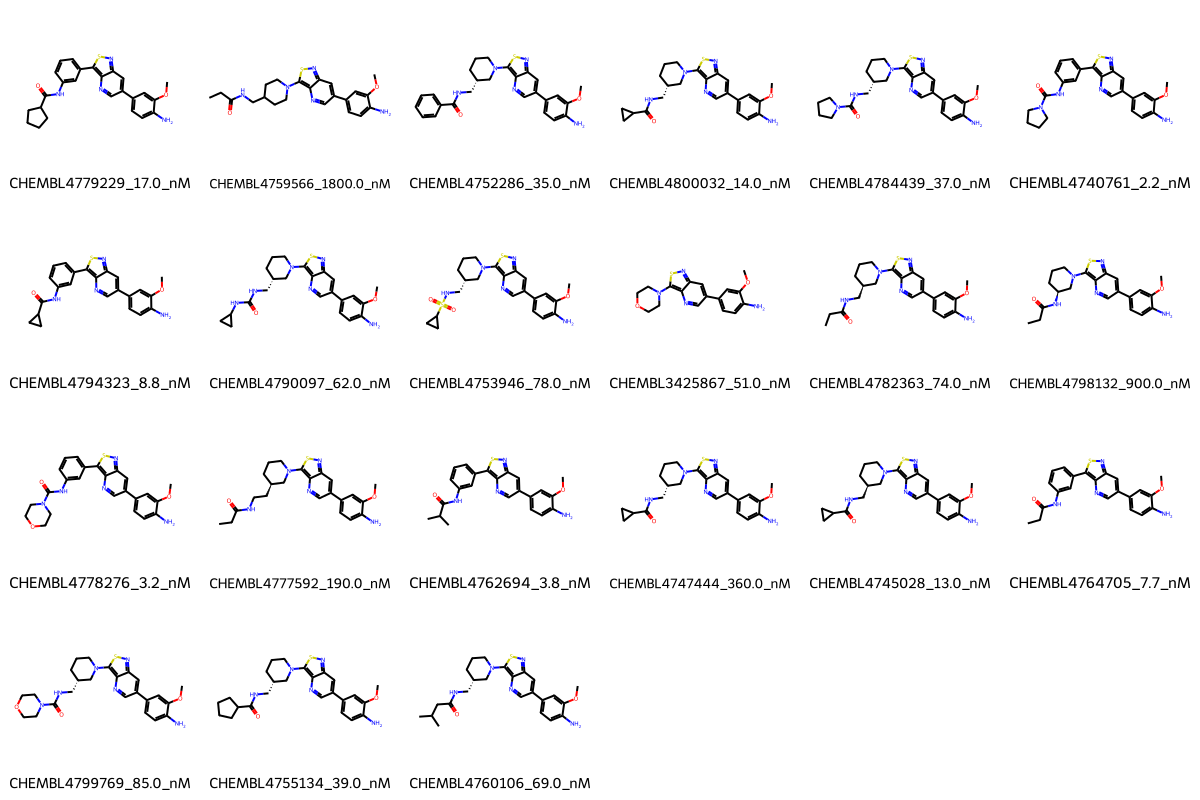 CHEMBL4779229_17.0_nM
CHEMBL4759566_1800.0_nM
CHEMBL4752286_35.0_nM
CHEMBL4800032_14.0_nM
CHEMBL4784439_37.0_nM
CHEMBL4740761_2.2_nM
CHEMBL4794323_8.8_nM
CHEMBL4790097_62.0_nM
CHEMBL4753946_78.0_nM
CHEMBL3425867_51.0_nM
CHEMBL4782363_74.0_nM
CHEMBL4798132_900.0_nM
CHEMBL4778276_3.2_nM
CHEMBL4777592_190.0_nM
CHEMBL4762694_3.8_nM
CHEMBL4747444_360.0_nM
CHEMBL4745028_13.0_nM
CHEMBL4764705_7.7_nM
CHEMBL4799769_85.0_nM
CHEMBL4755134_39.0_nM
CHEMBL4760106_69.0_nM